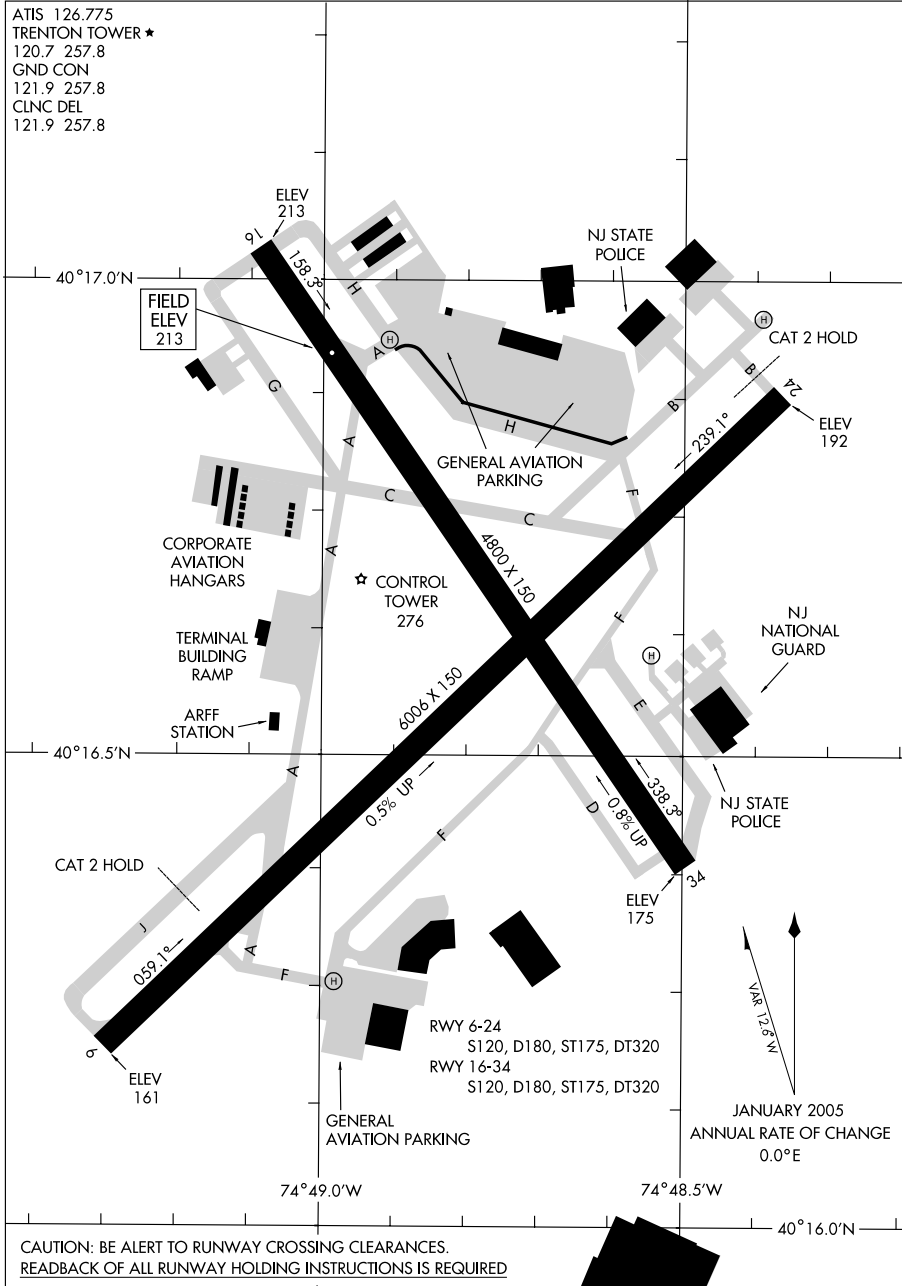 ATIS 126.775
TRENTON TOWER ★
120.7 257.8
GND CON
121.9 257.8
CLNC DEL
121.9 257.8
ELEV
213
16
158.3°
NJ STATE
POLICE
40°17.0'N
FIELD
ELEV
213
H
H
A
H
CAT 2 HOLD
B
24
G
B
239.1°
ELEV
192
A
H
GENERAL AVIATION
PARKING
F
C
C
CORPORATE
AVIATION
HANGARS
A
4800 X 150
CONTROL
TOWER
276
F
NJ
NATIONAL
GUARD
TERMINAL
BUILDING
RAMP
H
6006 X 150
E
ARFF
STATION
40°16.5'N
A
0.5% UP
338.3°
0.8% UP
D
NJ STATE
POLICE
F
CAT 2 HOLD
34
ELEV
175
J
059.1°
A
F
H
VAR 12.6° W
6
ELEV
161
RWY 6-24
S120, D180, ST175, DT320
RWY 16-34
S120, D180, ST175, DT320
GENERAL
AVIATION PARKING
JANUARY 2005
ANNUAL RATE OF CHANGE
0.0°E
74°49.0'W
74°48.5'W
40°16.0'N
CAUTION: BE ALERT TO RUNWAY CROSSING CLEARANCES.
READBACK OF ALL RUNWAY HOLDING INSTRUCTIONS IS REQUIRED